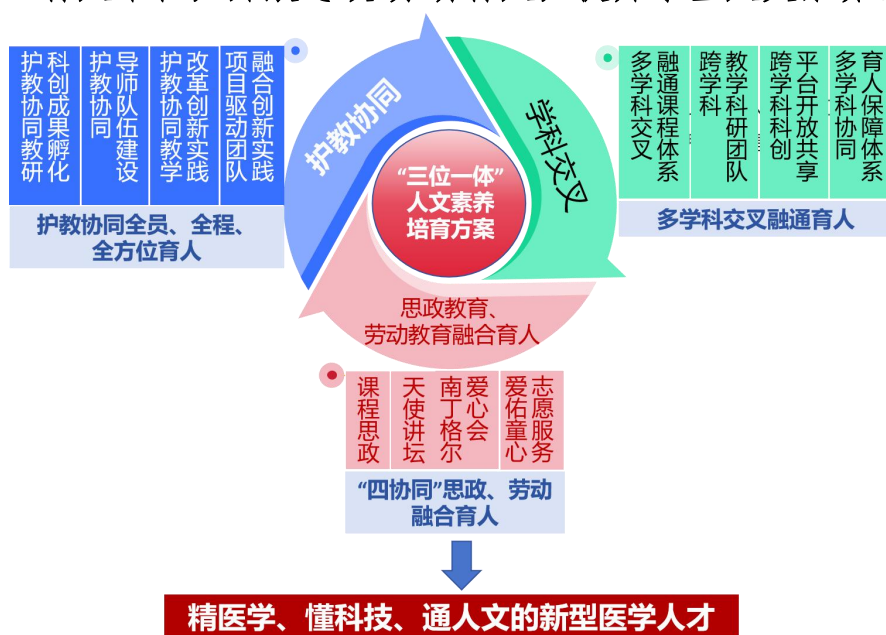 护教协同教研
科创成果孵化
护教协同
导师队伍建设
护教协同教学
改革创新实践
项目驱动团队
融合创新实践
护教协同全员、全程、
全方位育人
护教协同
学科交叉
“三位一体”
人文素养
培育方案
思政教育、
劳动教育融合育人
多学科交叉
融通课程体系
跨学科
教学科研团队
跨学科科创
平台开放共享
多学科协同
育人保障体系
多学科交叉融通育人
课程思政
天使讲坛
南丁格尔
爱心会
爱佑童心
志愿服务
“四协同”思政、劳动
融合育人
精医学、懂科技、通人文的新型医学人才